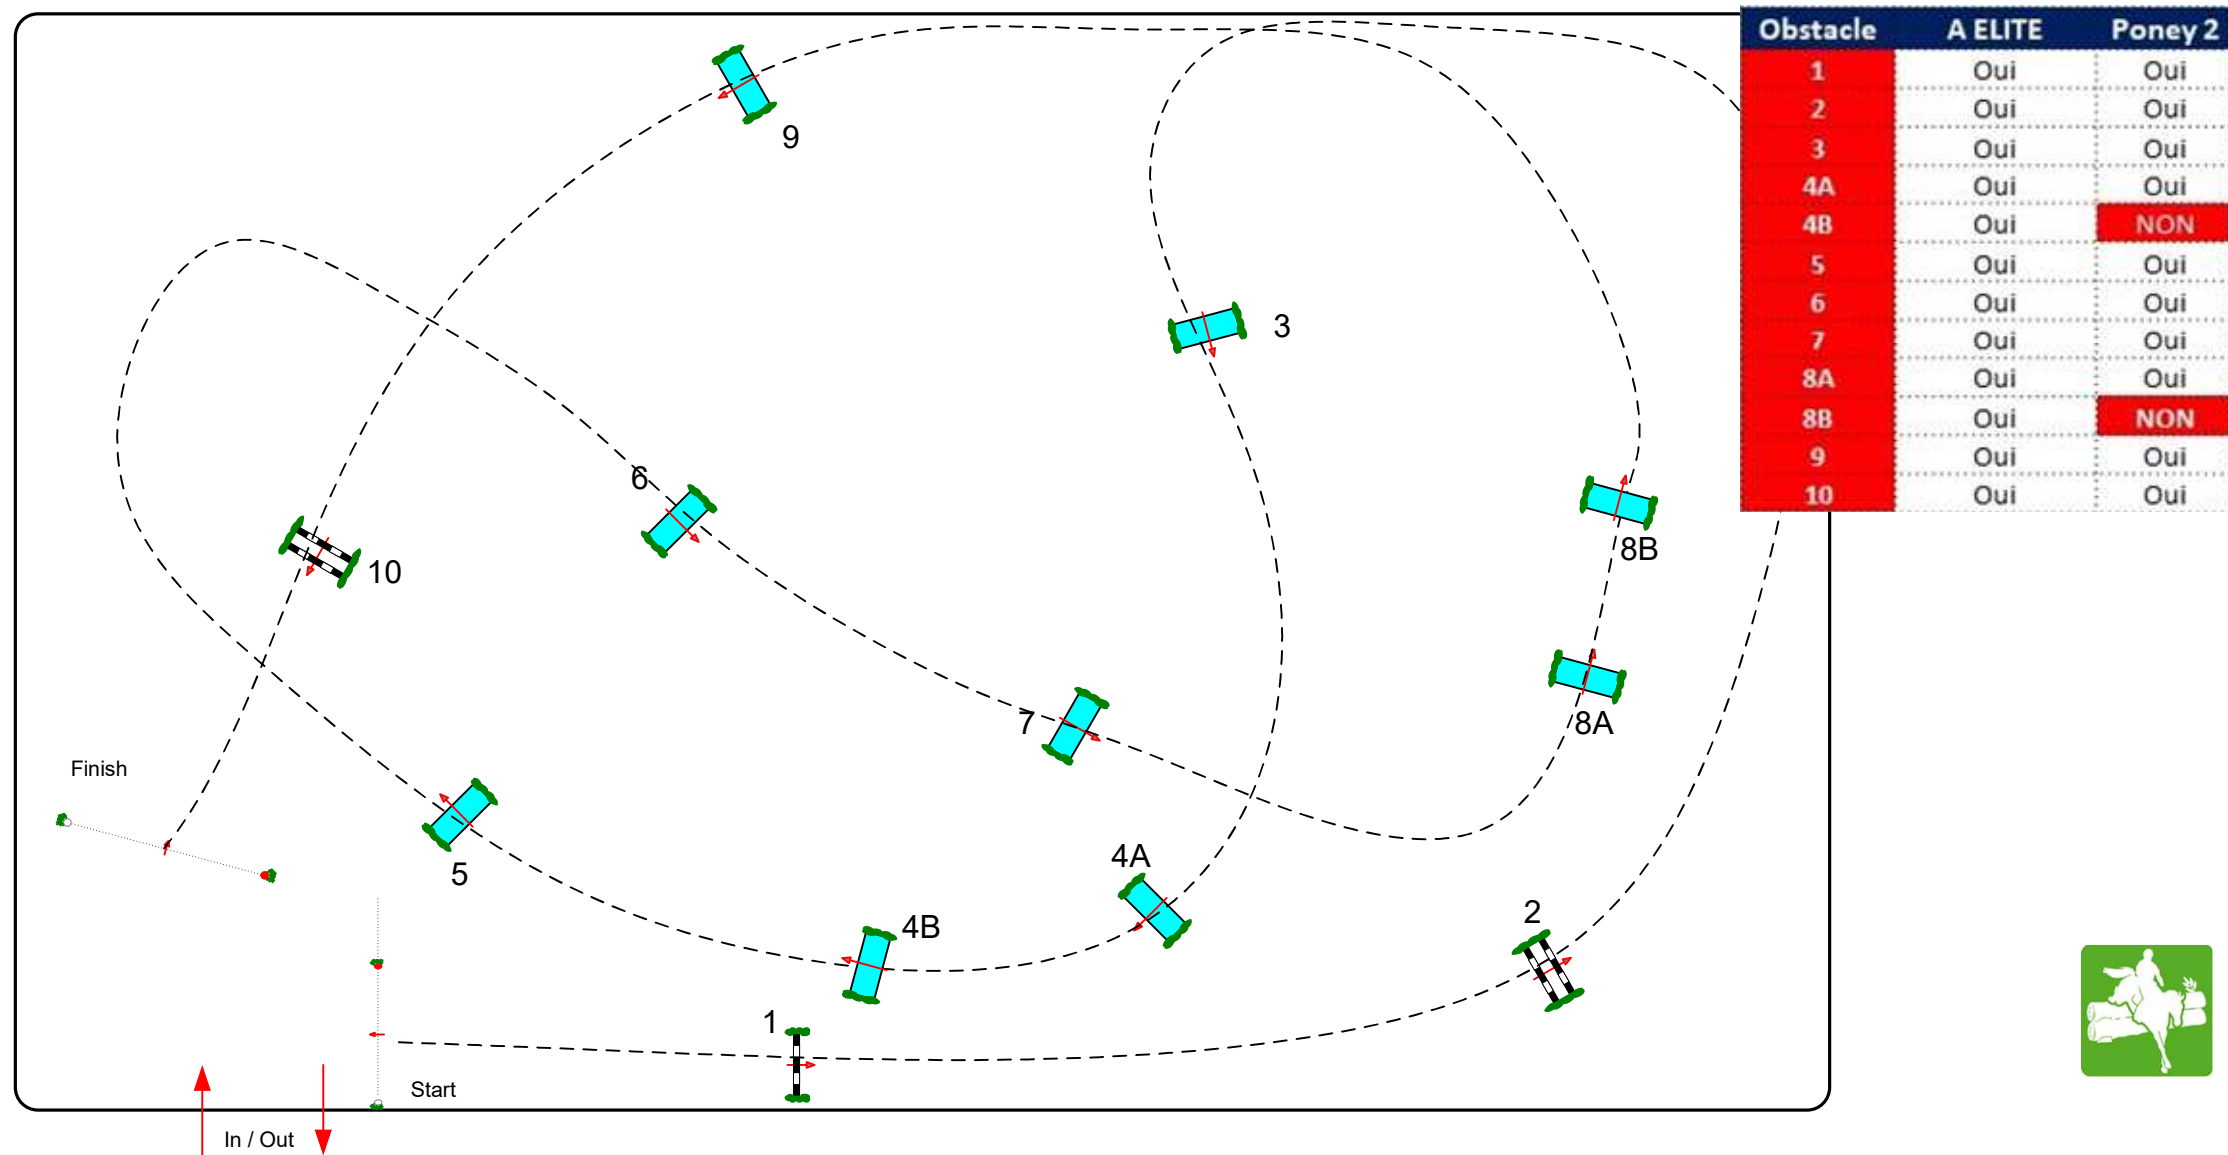 Obstacle A ELITE Poney 2
1 Oui Oui
2 Oui Oui
3 Oui Oui
4A Oui Oui
4B Oui NON
5 Oui Oui
6 Oui Oui
7 Oui Oui
8A Oui Oui
8B Oui NON
9 Oui Oui
10 Oui Oui
9
3
6
8B
10
7
8A
Finish
5
4A
4B
2
1
Start
In / Out